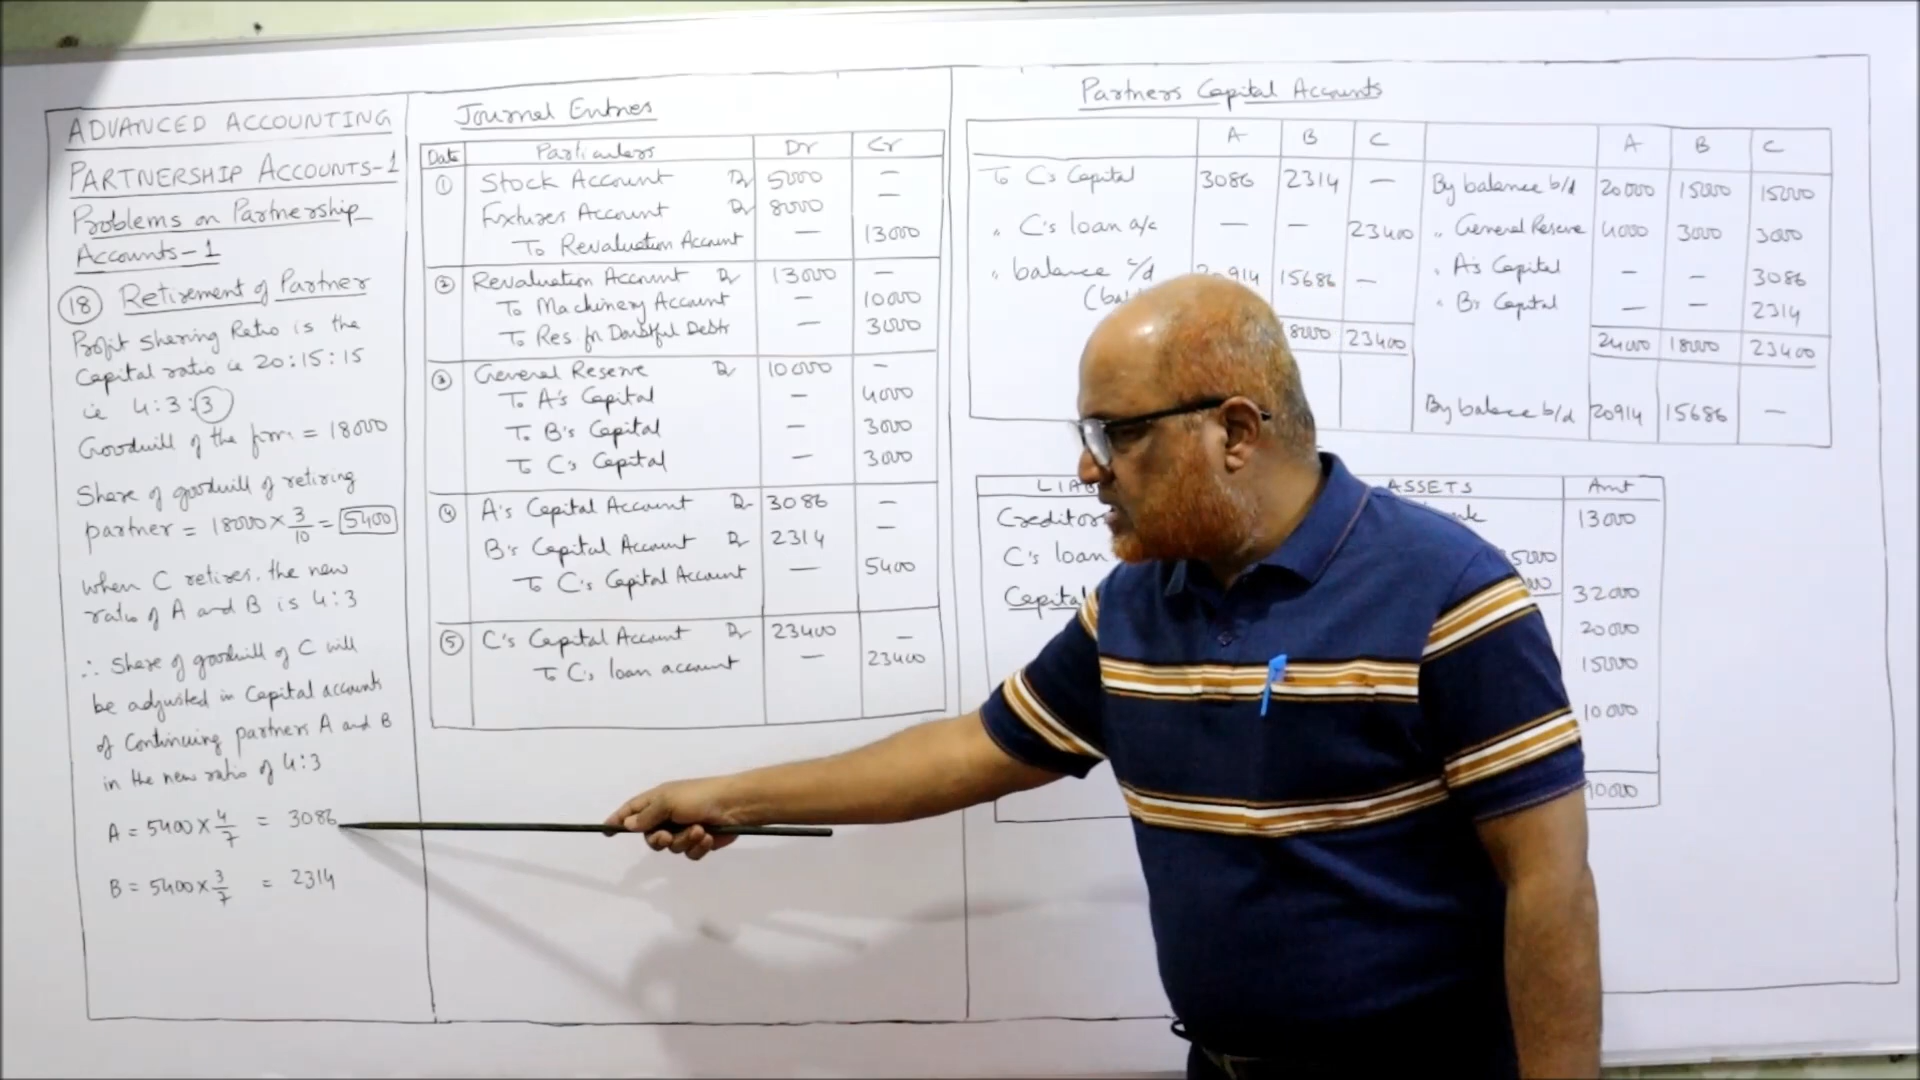 ADVANCED ACCOUNTING
PARTNERSHIP ACCOUNTS-1
Problems on Partnership
Accounts-1
18 Retirement of Partner
Profit sharing Ratio is the
Capital ratio ie 20:15:15
ie 4:3:3
Goodwill of the firm = 18000
Share of goodwill of retiring
partner = 18000 × 3/10 = 5400
when C retires, the new
ratio of A and B is 4:3
∴ Share of goodwill of C will
be adjusted in Capital accounts
of Continuing partners A and B
in the new ratio of 4:3
A = 5400 × 4/7 = 3086
B = 5400 × 3/7 = 2314
Journal Entries
Date Particulars Dr Cr
1 Stock Account Dr 5000 —
Fixtures Account Dr 8000 —
To Revaluation Account — 13000
2 Revaluation Account Dr 13000 —
To Machinery Account — 10000
To Res. for Doubtful Debts — 3000
3 General Reserve Dr 10000 —
To A's Capital — 4000
To B's Capital — 3000
To C's Capital — 3000
4 A's Capital Account Dr 3086 —
B's Capital Account Dr 2314 —
To C's Capital Account — 5400
5 C's Capital Account Dr 23400 —
To C's loan account — 23400
Partners Capital Accounts
A B C A B C
To C's Capital 3086 2314 — By balance b/d 20000 15000 15000
" C's loan a/c — — 23400 " General Reserve 4000 3000 3000
" balance c/d 20914 15686 — " A's Capital — — 3086
" B's Capital — — 2314
18000 23400 24000 18000 23400
By balance b/d 20914 15686 —
ASSETS Amt
Creditors 13000
C's loan
Capital 32000
20000
15000
10000